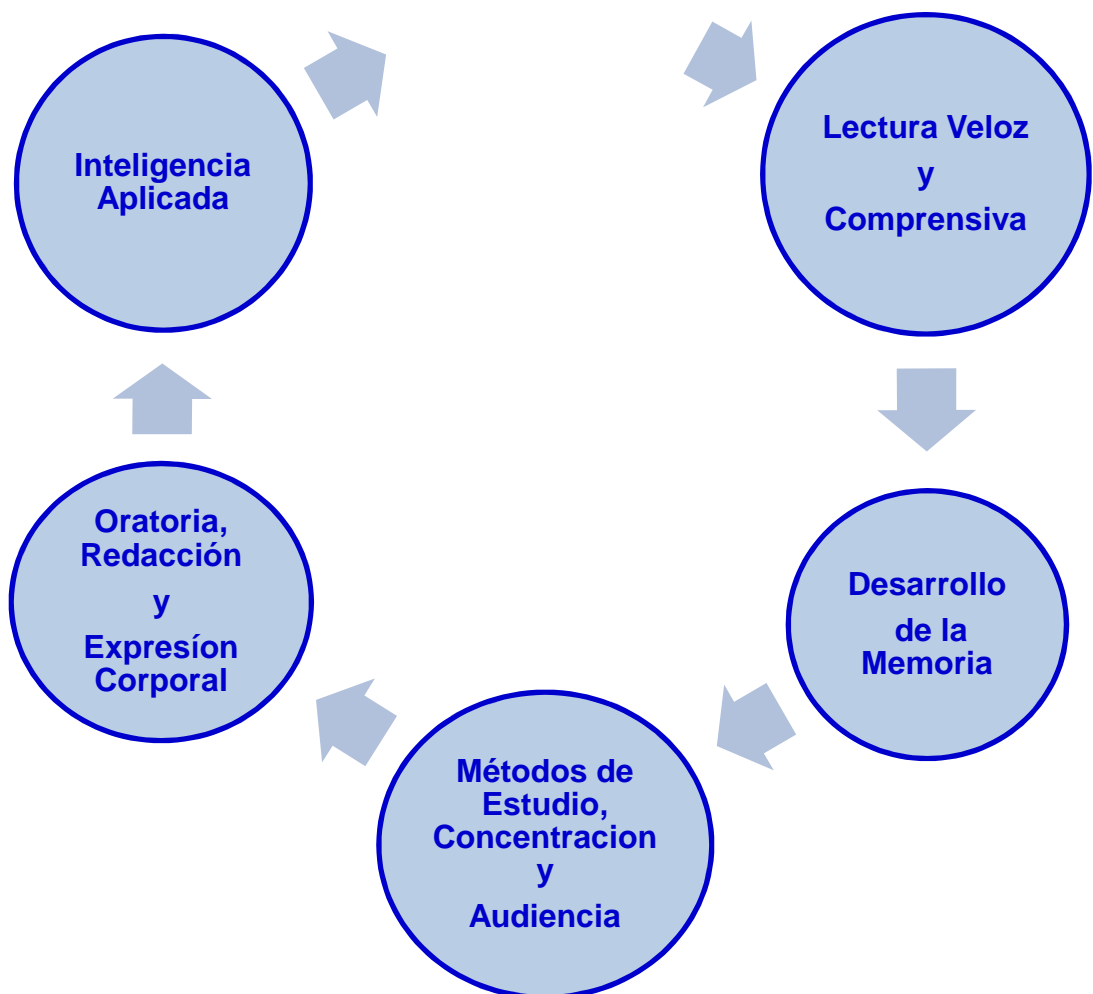 Lectura Veloz
y
Comprensiva
Desarrollo
de la
Memoria
Métodos de
Estudio,
Concentracion
y
Audiencia
Oratoria,
Redacción
y
Expresíon
Corporal
Inteligencia
Aplicada